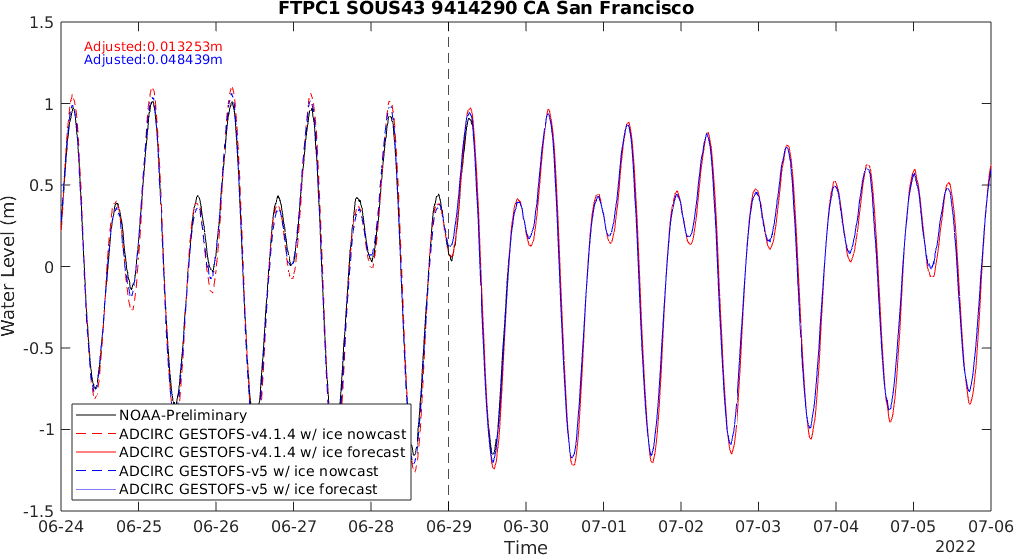 FTPC1 SOUS43 9414290 CA San Francisco
Adjusted:0.013253m
Adjusted:0.048439m
1.5
1
0.5
0
-0.5
-1
-1.5
Water Level (m)
NOAA-Preliminary
ADCIRC GESTOFS-v4.1.4 w/ ice nowcast
ADCIRC GESTOFS-v4.1.4 w/ ice forecast
ADCIRC GESTOFS-v5 w/ ice nowcast
ADCIRC GESTOFS-v5 w/ ice forecast
06-24 06-25 06-26 06-27 06-28 06-29 06-30 07-01 07-02 07-03 07-04 07-05 07-06
Time
2022